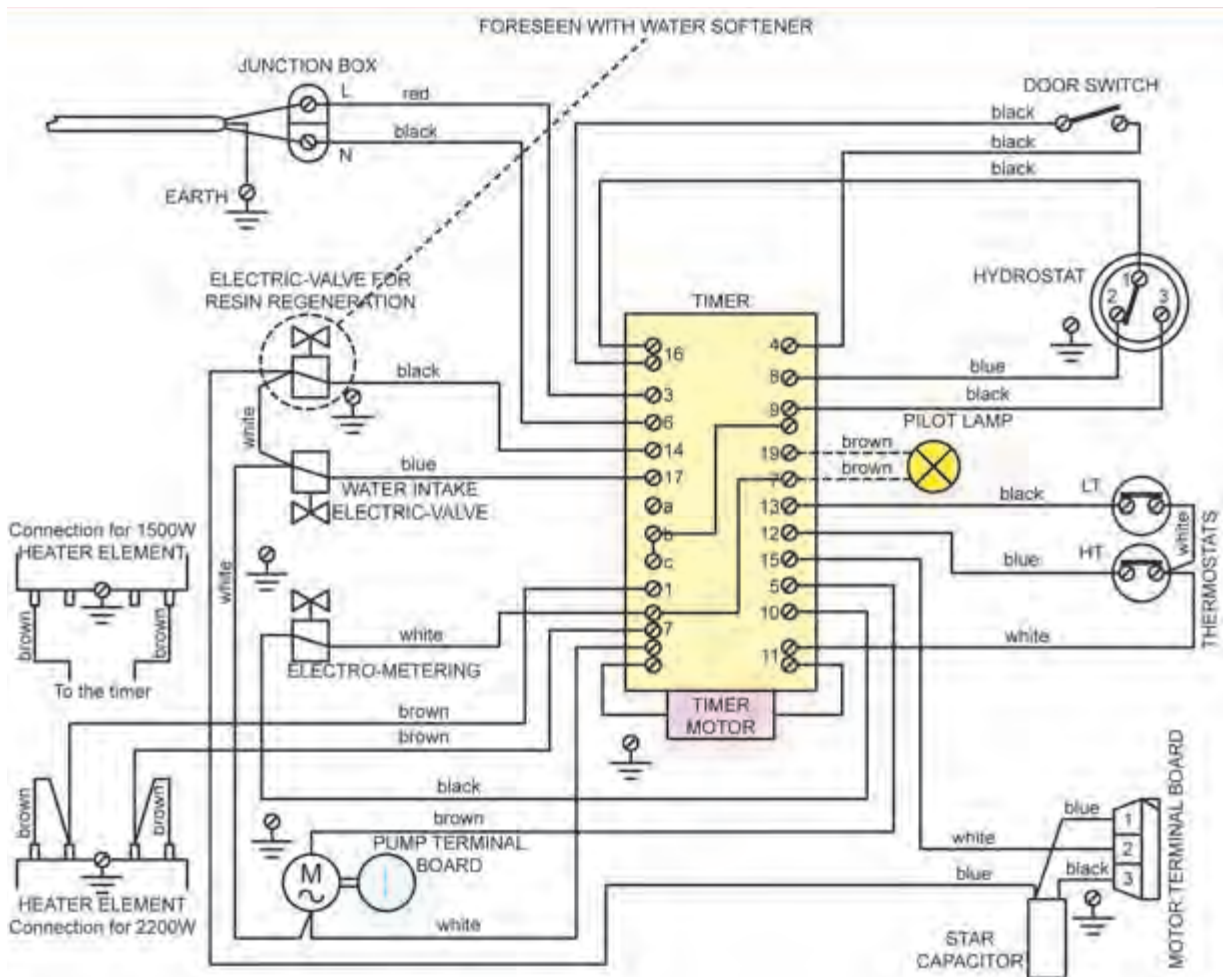 FORESEEN WITH WATER SOFTENER
JUNCTION BOX
L
red
black
N
EARTH
DOOR SWITCH
black
black
black
ELECTRIC-VALVE FOR
RESIN REGENERATION
TIMER
HYDROSTAT
1
2
3
16
4
black
8
blue
3
9
black
6
PILOT LAMP
white
14
19
brown
blue
17
7
brown
WATER INTAKE
ELECTRIC-VALVE
a
13
black
LT
Connection for 1500W
HEATER ELEMENT
b
12
white
c
15
blue
HT
THERMOSTATS
white
1
5
brown
brown
7
10
white
white
ELECTRO-METERING
11
To the timer
brown
TIMER
MOTOR
brown
black
brown
brown
brown
PUMP TERMINAL
BOARD
M
blue
1
white
2
black
3
MOTOR TERMINAL BOARD
blue
HEATER ELEMENT
Connection for 2200W
white
STAR
CAPACITOR